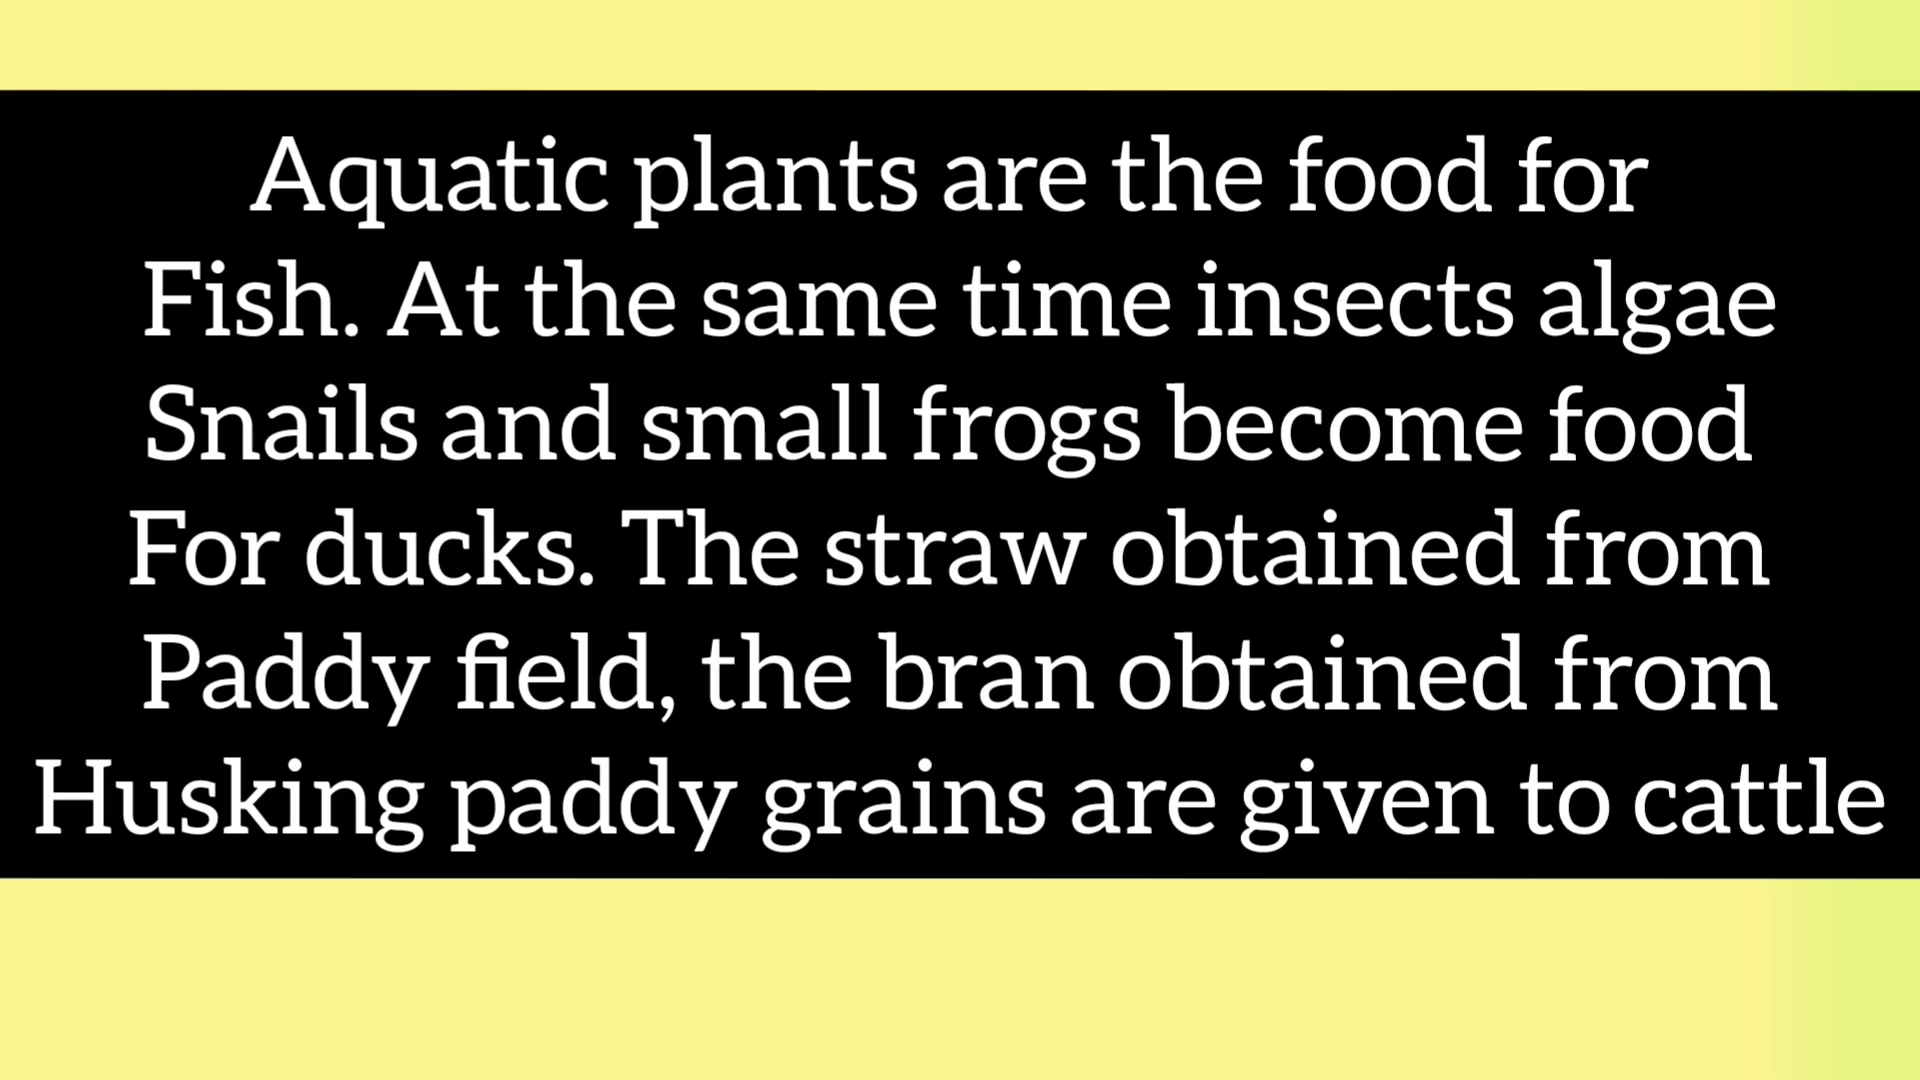 Aquatic plants are the food for
Fish. At the same time insects algae
Snails and small frogs become food
For ducks. The straw obtained from
Paddy field, the bran obtained from
Husking paddy grains are given to cattle